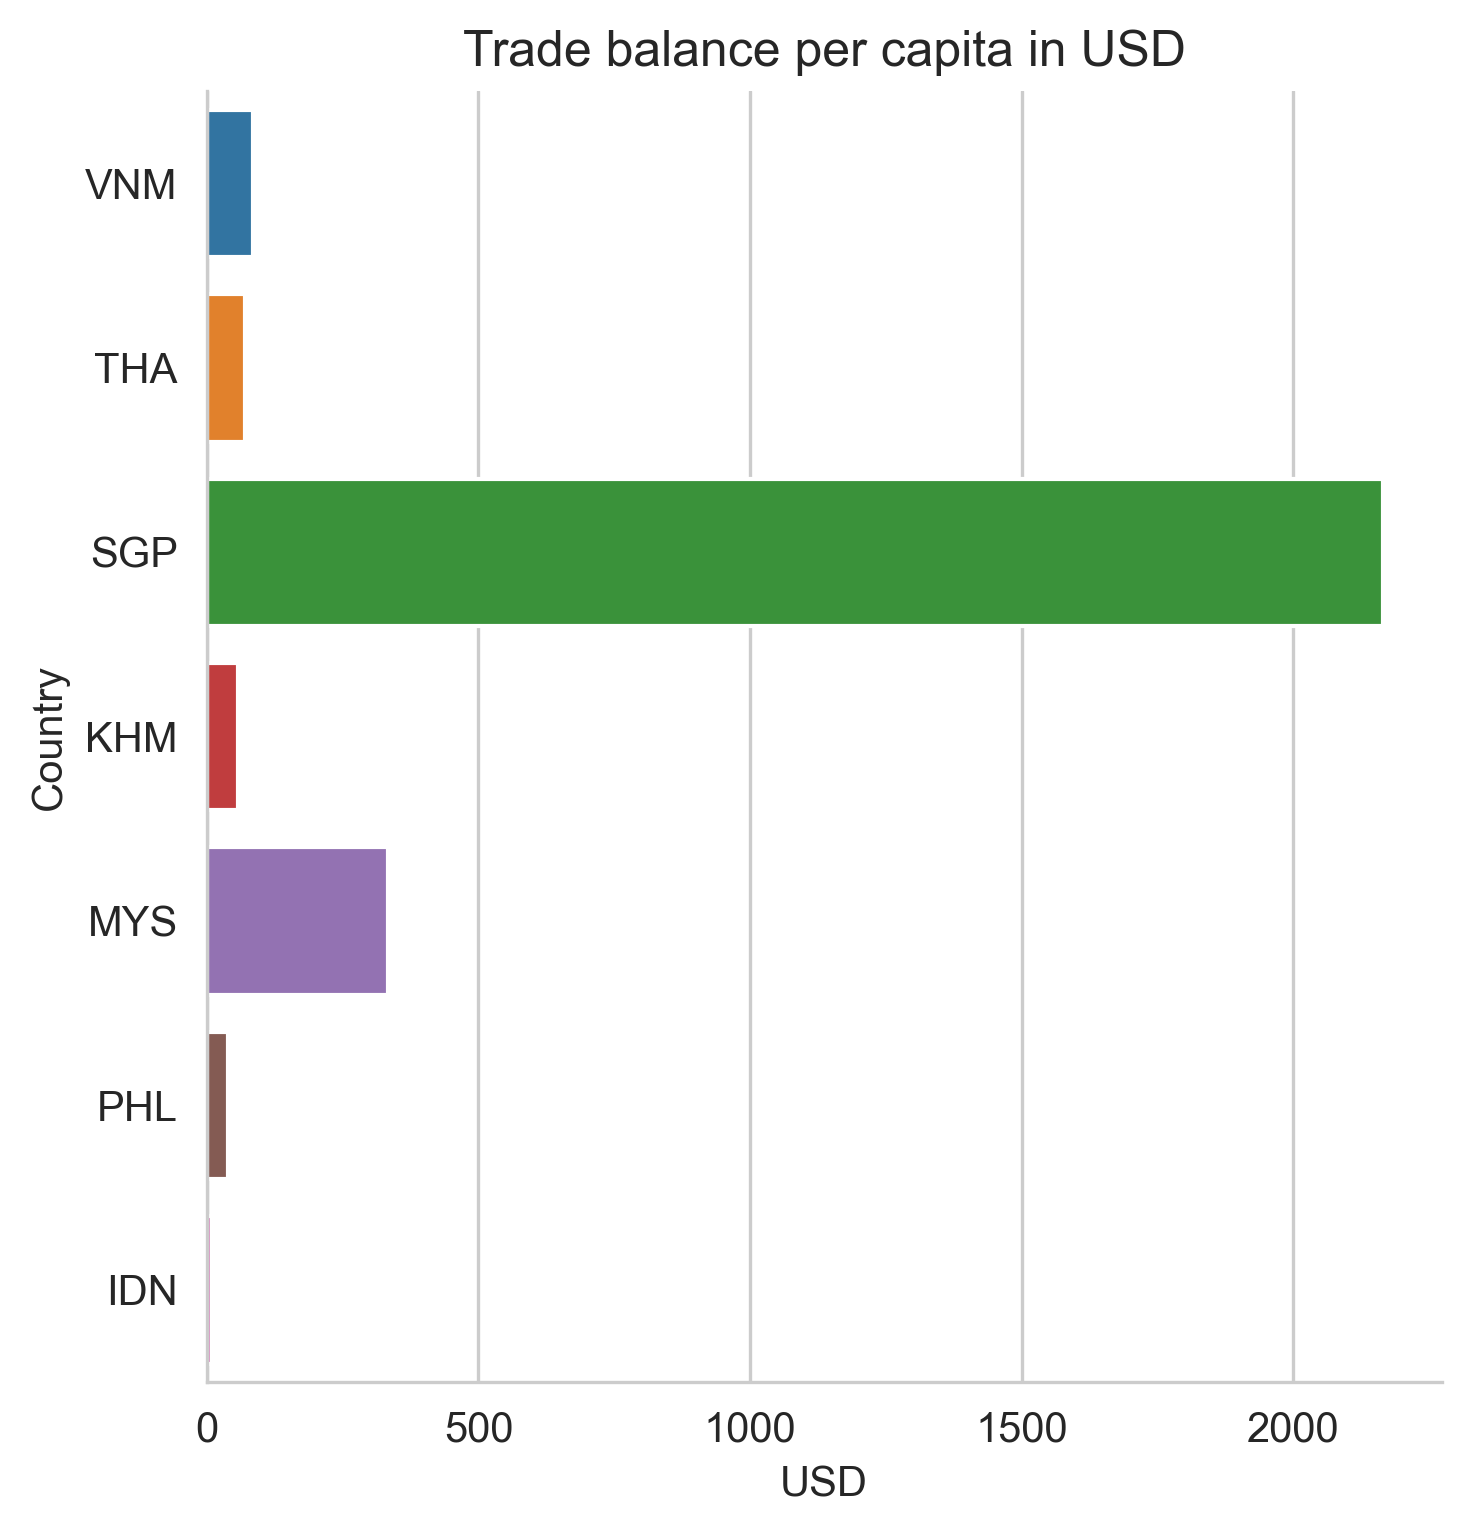 Trade balance per capita in USD
VNM
THA
SGP
KHM
MYS
PHL
IDN
Country
0 500 1000 1500 2000
USD